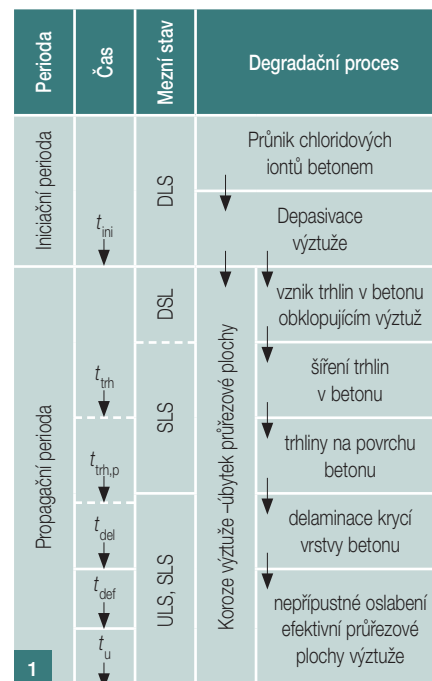 Perioda
Čas
Mezní stav
Degradační proces
Iniciační perioda
t ini
DLS
Průnik chloridových
iontů betonem
Depasivace
výztuže
Propagační perioda
t trh
t trh,p
t del
t def
t u
DSL
SLS
ULS, SLS
Koroze výztuže –úbytek průřezové plochy
vznik trhlin v betonu
obklopujícím výztuž
šíření trhlin
v betonu
trhliny na povrchu
betonu
delaminace krycí
vrstvy betonu
nepřípustné oslabení
efektivní průřezové
plochy výztuže
1